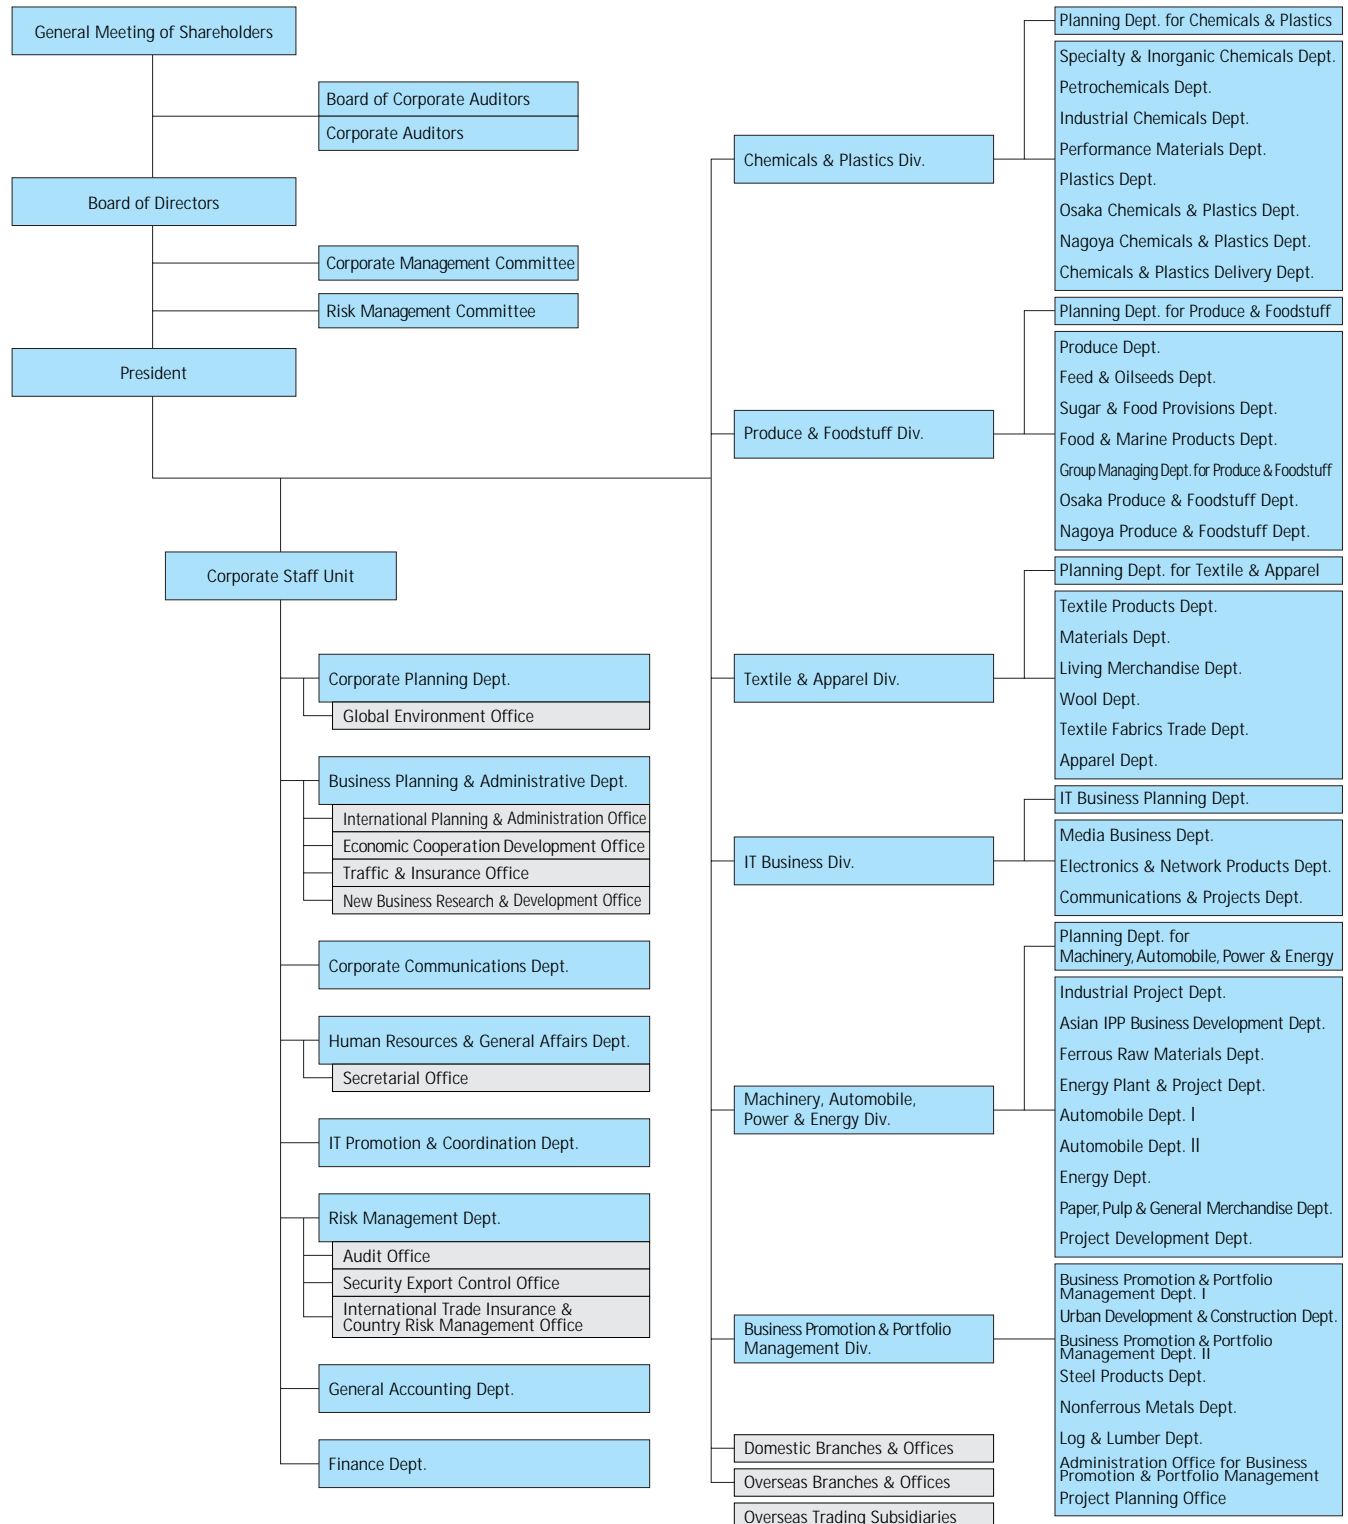 General Meeting of Shareholders
Board of Corporate Auditors
Corporate Auditors
Board of Directors
Corporate Management Committee
Risk Management Committee
President
Corporate Staff Unit
Corporate Planning Dept.
Global Environment Office
Business Planning & Administrative Dept.
International Planning & Administration Office
Economic Cooperation Development Office
Traffic & Insurance Office
New Business Research & Development Office
Corporate Communications Dept.
Human Resources & General Affairs Dept.
Secretarial Office
IT Promotion & Coordination Dept.
Risk Management Dept.
Audit Office
Security Export Control Office
International Trade Insurance &
Country Risk Management Office
General Accounting Dept.
Finance Dept.
Chemicals & Plastics Div.
Planning Dept. for Chemicals & Plastics
Specialty & Inorganic Chemicals Dept.
Petrochemicals Dept.
Industrial Chemicals Dept.
Performance Materials Dept.
Plastics Dept.
Osaka Chemicals & Plastics Dept.
Nagoya Chemicals & Plastics Dept.
Chemicals & Plastics Delivery Dept.
Produce & Foodstuff Div.
Planning Dept. for Produce & Foodstuff
Produce Dept.
Feed & Oilseeds Dept.
Sugar & Food Provisions Dept.
Food & Marine Products Dept.
Group Managing Dept. for Produce & Foodstuff
Osaka Produce & Foodstuff Dept.
Nagoya Produce & Foodstuff Dept.
Textile & Apparel Div.
Planning Dept. for Textile & Apparel
Textile Products Dept.
Materials Dept.
Living Merchandise Dept.
Wool Dept.
Textile Fabrics Trade Dept.
Apparel Dept.
IT Business Div.
IT Business Planning Dept.
Media Business Dept.
Electronics & Network Products Dept.
Communications & Projects Dept.
Machinery, Automobile,
Power & Energy Div.
Planning Dept. for
Machinery, Automobile, Power & Energy
Industrial Project Dept.
Asian IPP Business Development Dept.
Ferrous Raw Materials Dept.
Energy Plant & Project Dept.
Automobile Dept. I
Automobile Dept. II
Energy Dept.
Paper, Pulp & General Merchandise Dept.
Project Development Dept.
Business Promotion & Portfolio
Management Div.
Business Promotion & Portfolio
Management Dept. I
Urban Development & Construction Dept.
Business Promotion & Portfolio
Management Dept. II
Steel Products Dept.
Nonferrous Metals Dept.
Log & Lumber Dept.
Administration Office for Business
Promotion & Portfolio Management
Project Planning Office
Domestic Branches & Offices
Overseas Branches & Offices
Overseas Trading Subsidiaries